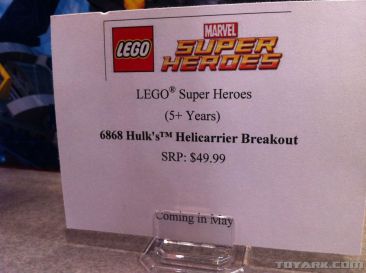 LEGO
MARVEL
SUPER
HEROES
LEGO® Super Heroes
(5+ Years)
6868 Hulk's™ Helicarrier Breakout
SRP: $49.99
Coming in May
TOYARK.COM